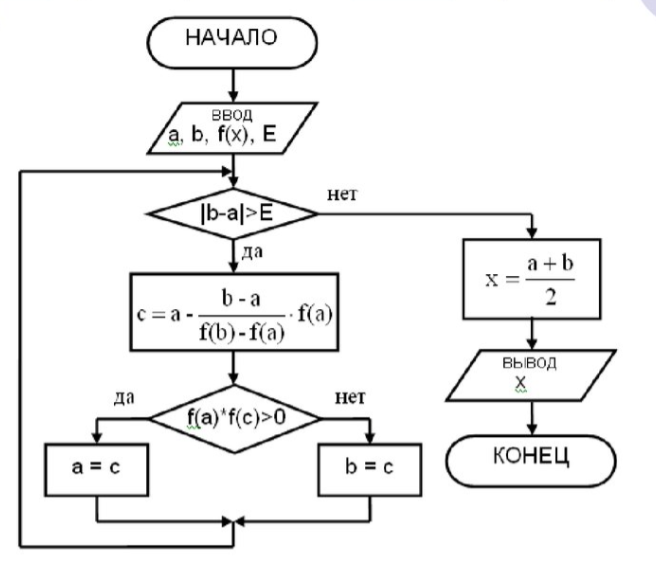 НАЧАЛО
ввод
a, b, f(x), E
|b-a|>E
нет
да
c = a - (b - a)/(f(b) - f(a)) · f(a)
f(a)*f(c)>0
да
нет
a = c
b = c
x = (a + b)/2
вывод
x
КОНЕЦ